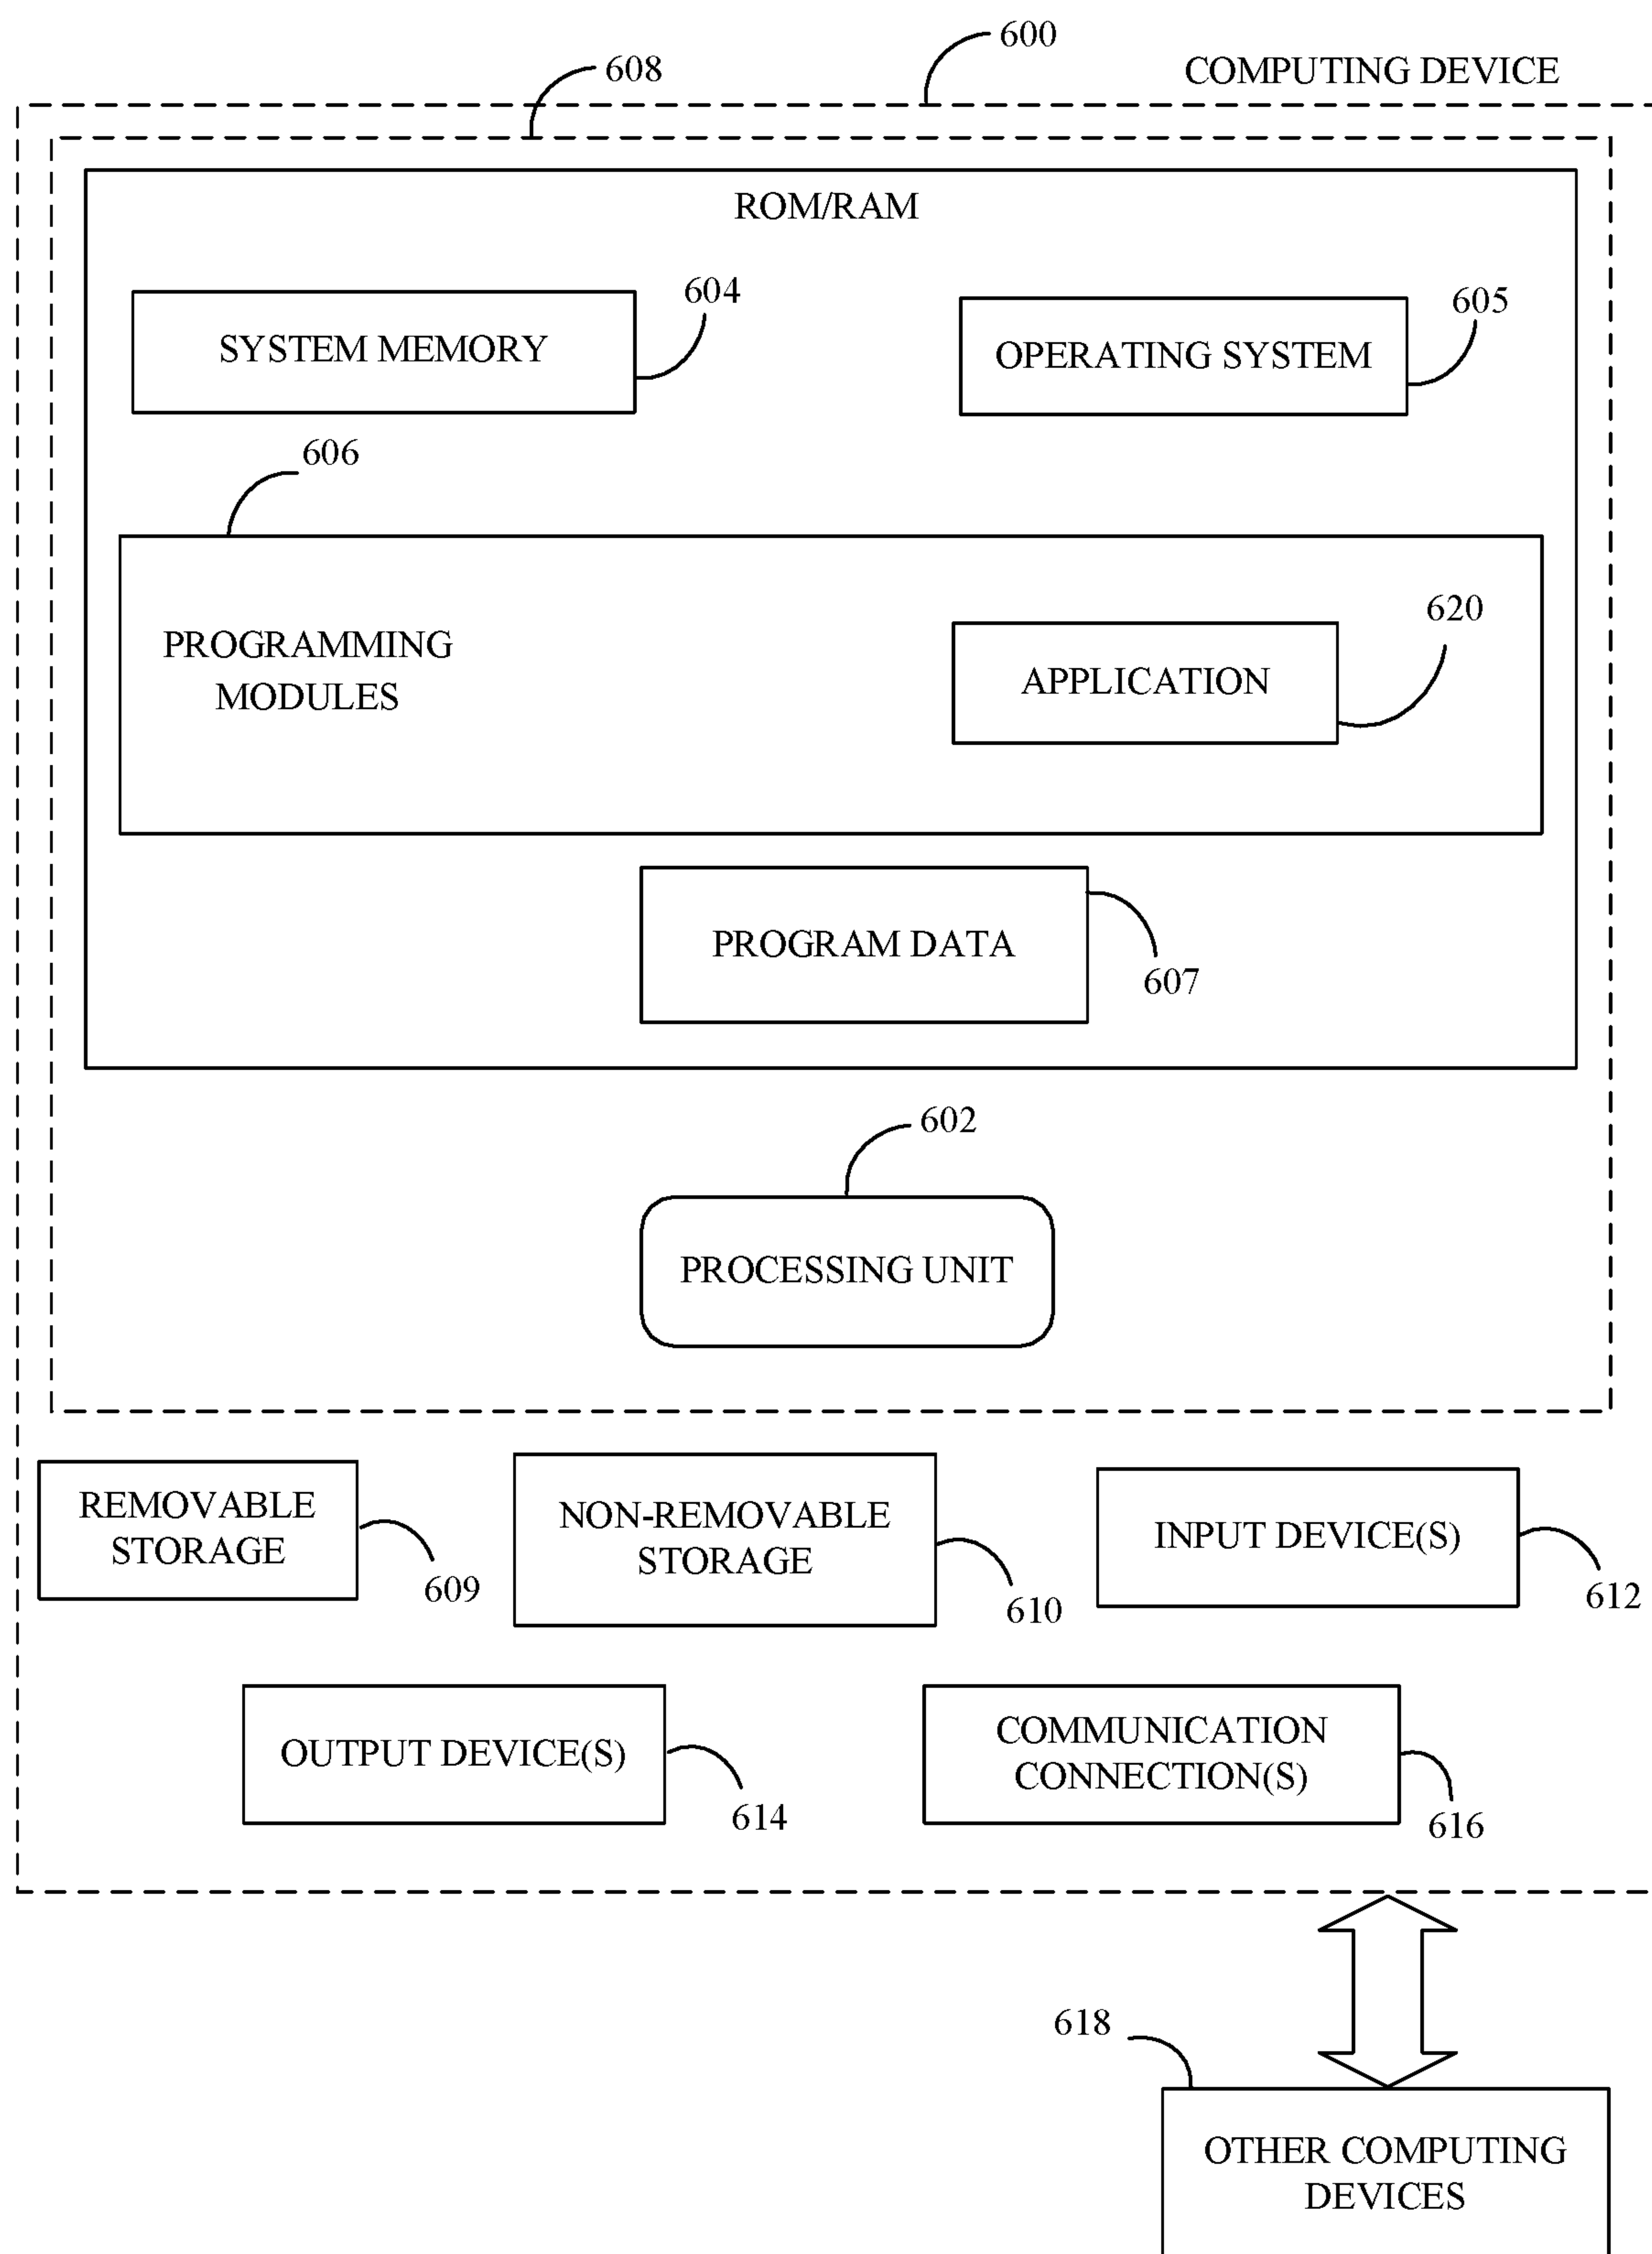 600
608
COMPUTING DEVICE
ROM/RAM
604
605
SYSTEM MEMORY
OPERATING SYSTEM
606
620
PROGRAMMING
MODULES
APPLICATION
PROGRAM DATA
607
602
PROCESSING UNIT
REMOVABLE
STORAGE
609
NON-REMOVABLE
STORAGE
610
INPUT DEVICE(S)
612
OUTPUT DEVICE(S)
614
COMMUNICATION
CONNECTION(S)
616
618
OTHER COMPUTING
DEVICES